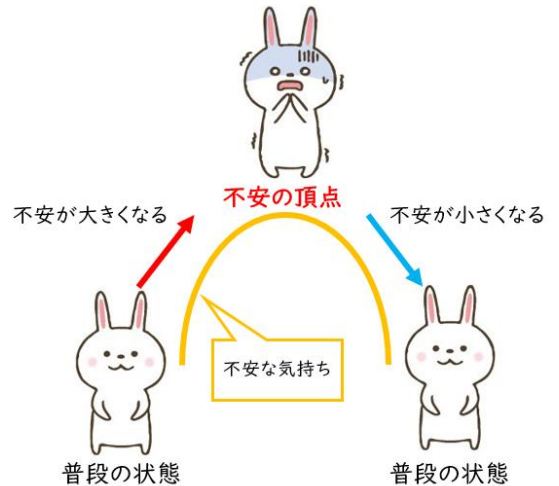 不安の頂点
不安が大きくなる
不安が小さくなる
不安な気持ち
普段の状態
普段の状態